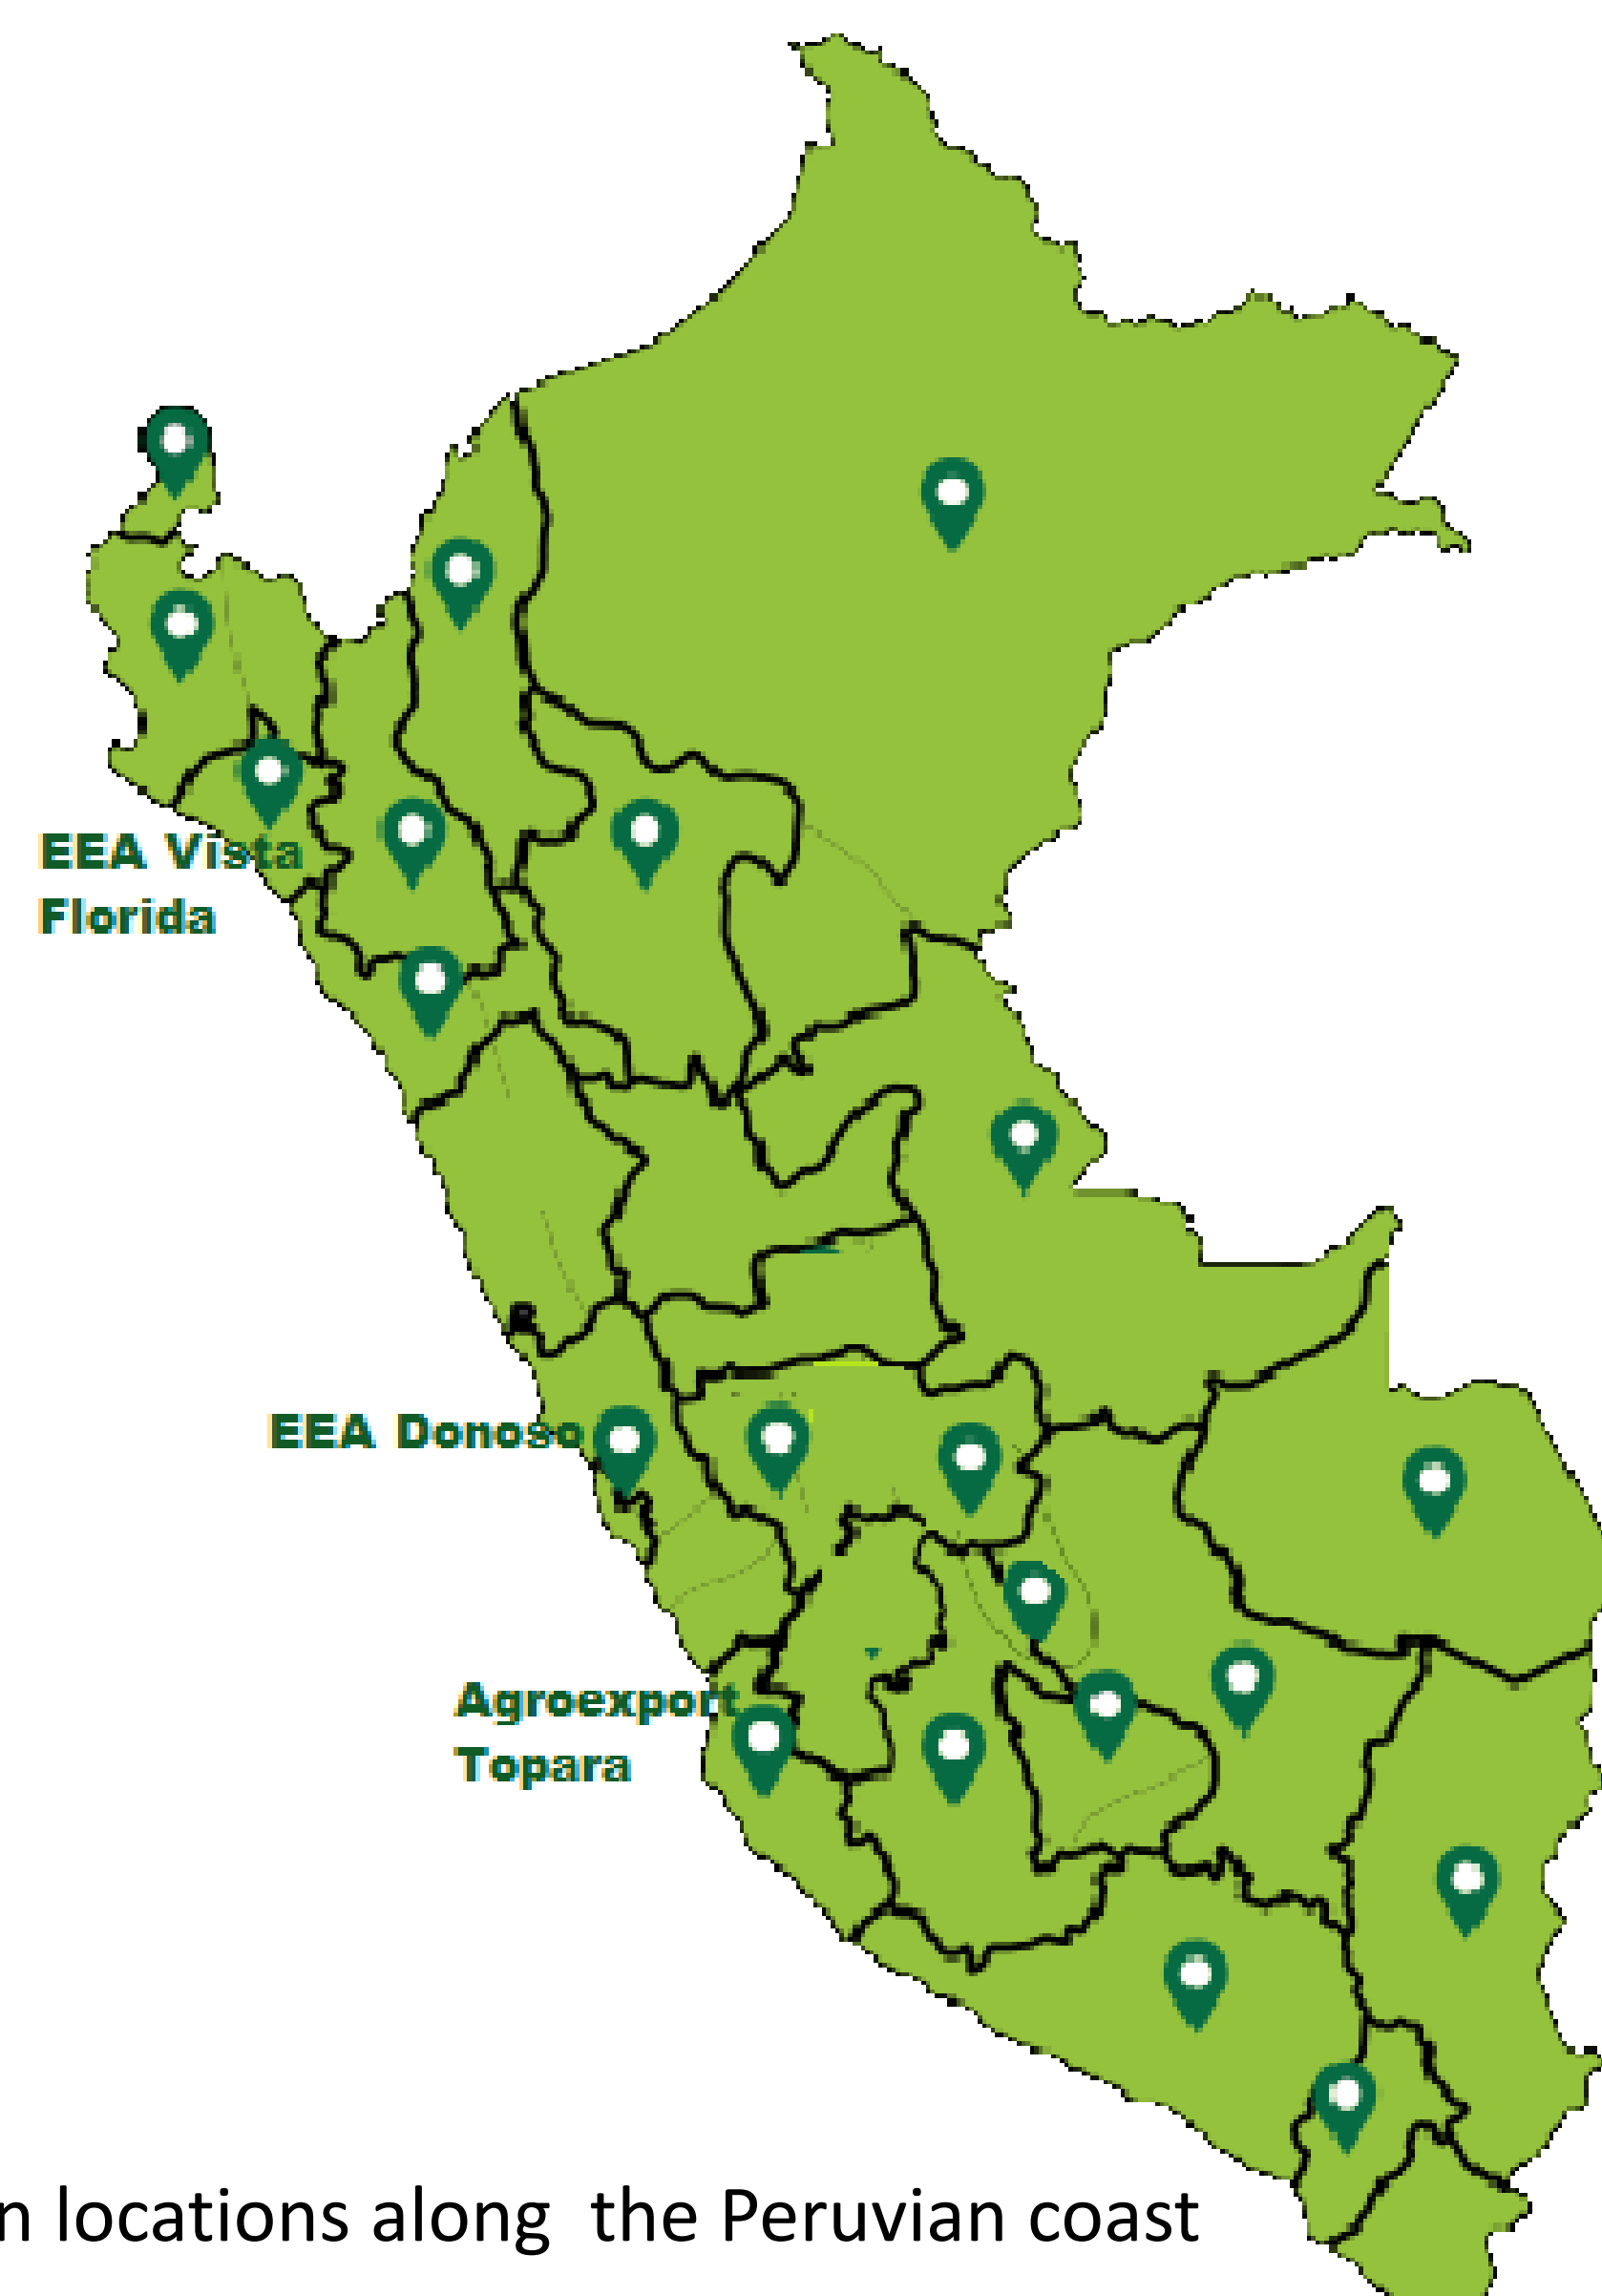 EEA Vista
Florida
EEA Donoso
Agroexport
Topara
n locations along the Peruvian coast